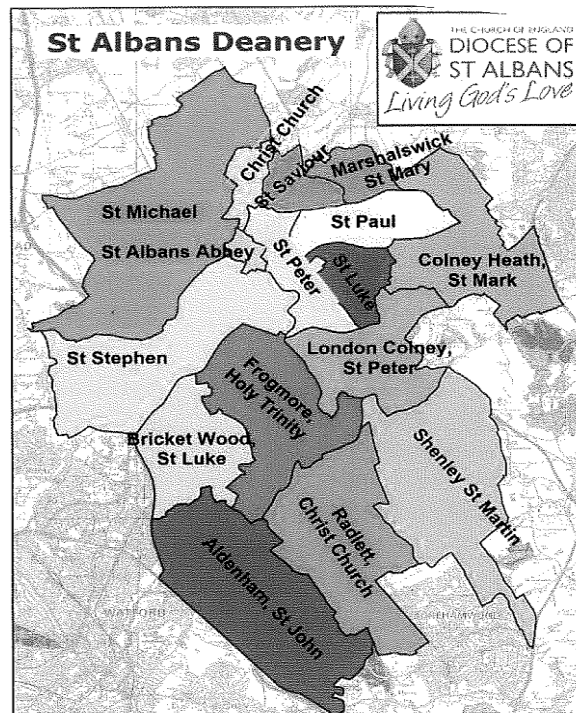 St Albans Deanery
THE CHURCH OF ENGLAND
DIOCESE OF
ST ALBANS
Living God's Love
Christ Church
St Saviour
Marshalswick
St Mary
St Michael
St Paul
St Albans Abbey
St Peter
St Luke
Colney Heath,
St Mark
St Stephen
London Colney,
St Peter
Frogmore,
Holy Trinity
Bricket Wood,
St Luke
Shenley St Martin
Radlett,
Christ Church
Aldenham, St John
WATFORD